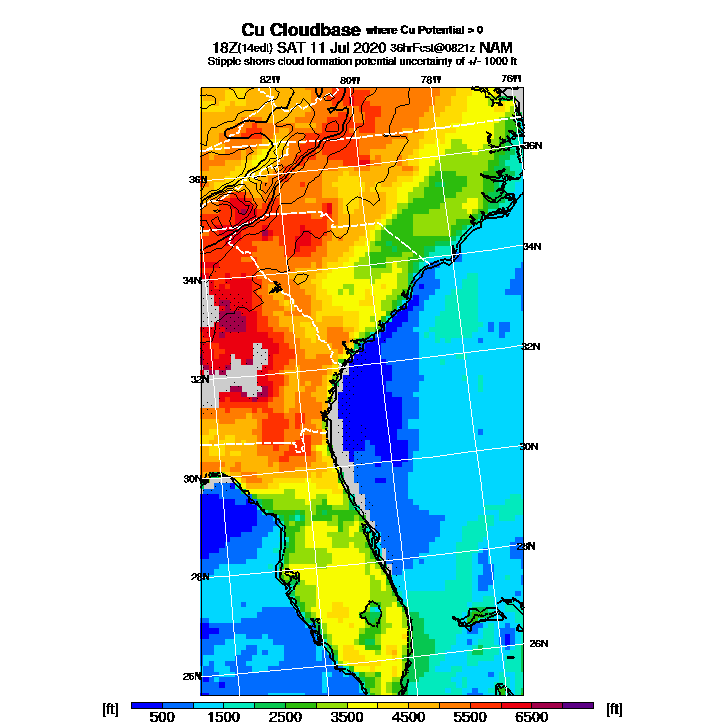 Cu Cloudbase where Cu Potential > 0
18Z(14edt) SAT 11 Jul 2020 36hrFcst@0821z NAM
Stipple shows cloud formation potential uncertainty of +/- 1000 ft
82W 80W 78W 76W
36N
36N
34N
34N
32N
32N
30N
30N
28N
28N
26N
26N
[ft] [ft]
500 1500 2500 3500 4500 5500 6500